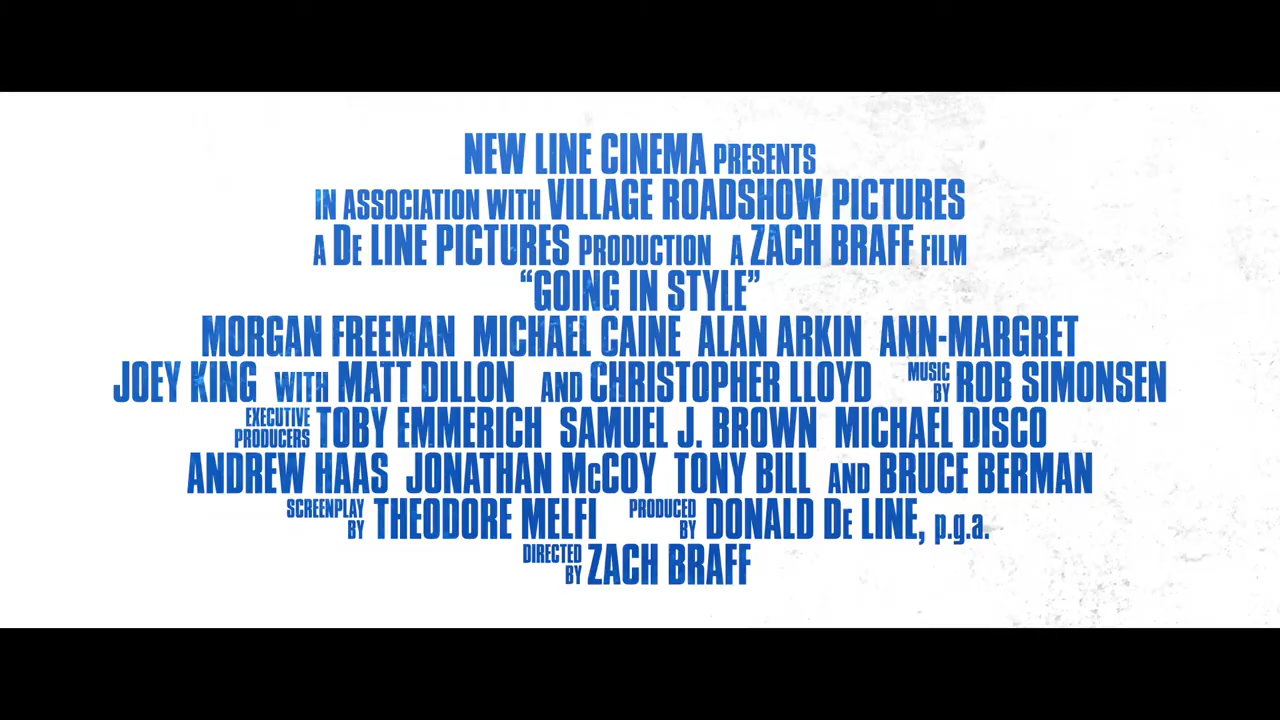 NEW LINE CINEMA PRESENTS
IN ASSOCIATION WITH VILLAGE ROADSHOW PICTURES
A DE LINE PICTURES PRODUCTION A ZACH BRAFF FILM
“GOING IN STYLE”
MORGAN FREEMAN MICHAEL CAINE ALAN ARKIN ANN-MARGRET
JOEY KING WITH MATT DILLON AND CHRISTOPHER LLOYD MUSIC BY ROB SIMONSEN
EXECUTIVE PRODUCERS TOBY EMMERICH SAMUEL J. BROWN MICHAEL DISCO
ANDREW HAAS JONATHAN McCOY TONY BILL AND BRUCE BERMAN
SCREENPLAY BY THEODORE MELFI PRODUCED BY DONALD DE LINE, p.g.a.
DIRECTED BY ZACH BRAFF